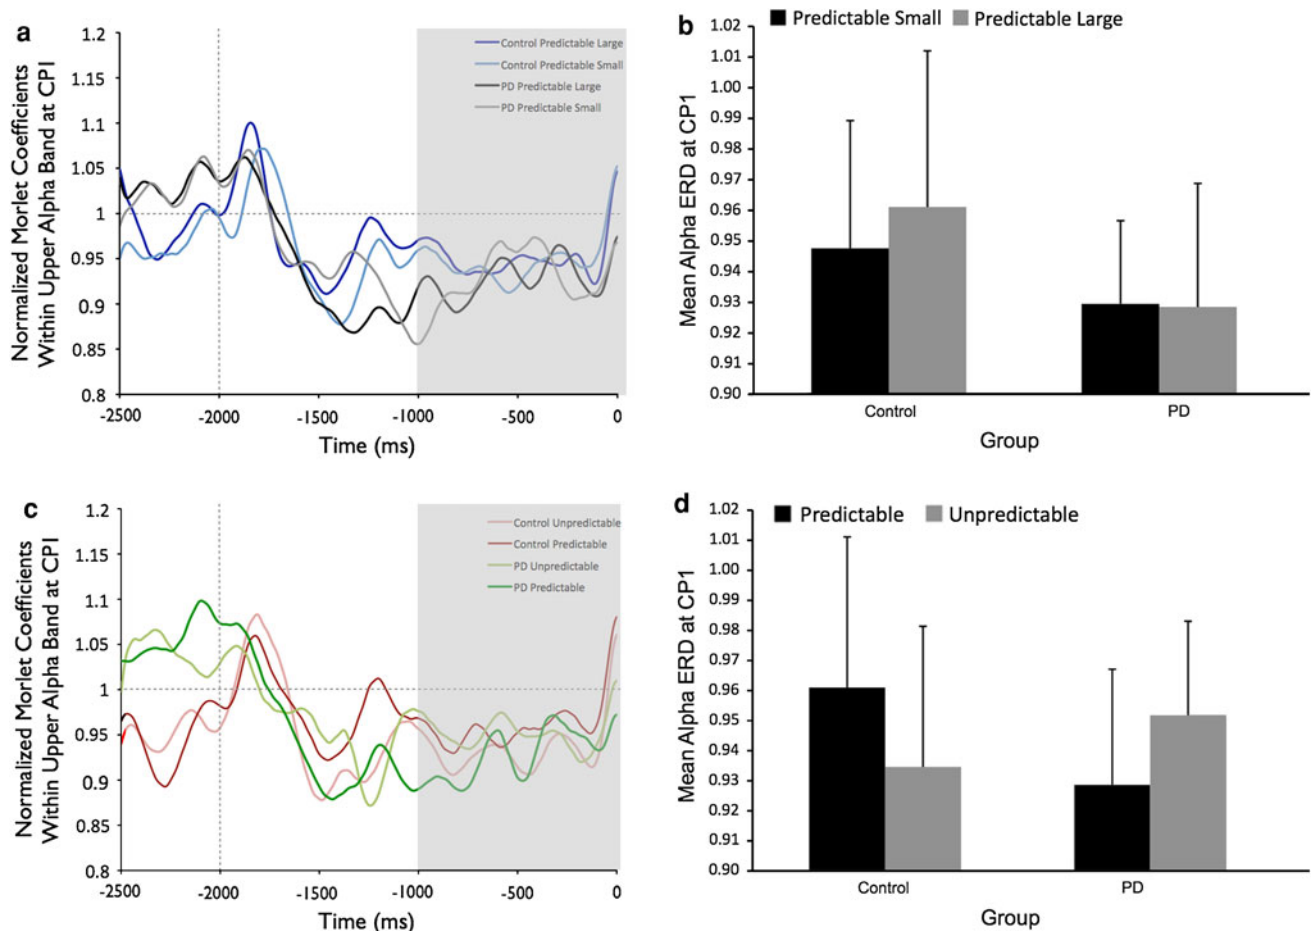 a
1.2
1.15
1.1
1.05
1
0.95
0.9
0.85
0.8
Normalized Morlet Coefficients
Within Upper Alpha Band at CPI
Control Predictable Large
Control Predictable Small
PD Predictable Large
PD Predictable Small
-2500
-2000
-1500
-1000
-500
0
Time (ms)
b
Predictable Small
Predictable Large
1.02
1.01
1.00
0.99
0.98
0.97
0.96
0.95
0.94
0.93
0.92
0.91
0.90
Mean Alpha ERD at CP1
Control
PD
Group
c
1.2
1.15
1.1
1.05
1
0.95
0.9
0.85
0.8
Normalized Morlet Coefficients
Within Upper Alpha Band at CPI
Control Unpredictable
Control Predictable
PD Unpredictable
PD Predictable
-2500
-2000
-1500
-1000
-500
0
Time (ms)
d
Predictable
Unpredictable
1.02
1.01
1.00
0.99
0.98
0.97
0.96
0.95
0.94
0.93
0.92
0.91
0.90
Mean Alpha ERD at CP1
Control
PD
Group